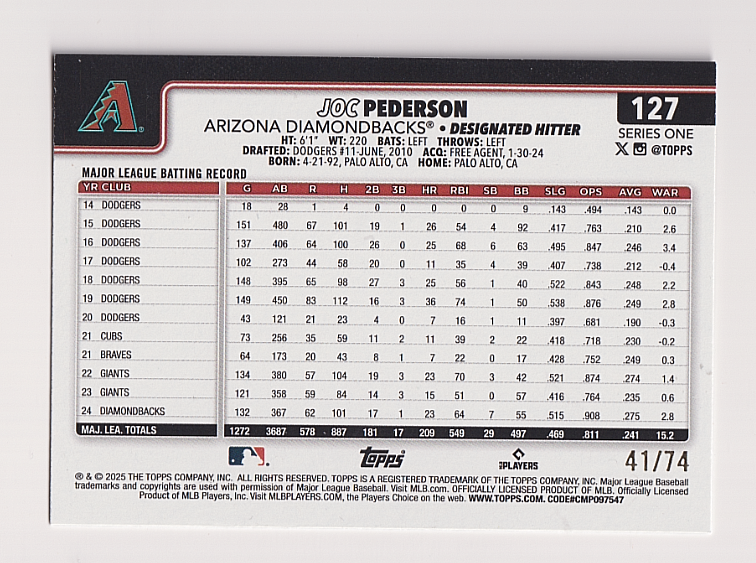 A
JOC PEDERSON
127
ARIZONA DIAMONDBACKS® • DESIGNATED HITTER
SERIES ONE
HT: 6'1" WT: 220 BATS: LEFT THROWS: LEFT
X @TOPPS
DRAFTED: DODGERS #11-JUNE, 2010 ACQ: FREE AGENT, 1-30-24
BORN: 4-21-92, PALO ALTO, CA HOME: PALO ALTO, CA
MAJOR LEAGUE BATTING RECORD
YR CLUB G AB R H 2B 3B HR RBI SB BB SLG OPS AVG WAR
14 DODGERS 18 28 1 4 0 0 0 0 0 9 .143 .494 .143 0.0
15 DODGERS 151 480 67 101 19 1 26 54 4 92 .417 .763 .210 2.6
16 DODGERS 137 406 64 100 26 0 25 68 6 63 .495 .847 .246 3.4
17 DODGERS 102 273 44 58 20 0 11 35 4 39 .407 .738 .212 -0.4
18 DODGERS 148 395 65 98 27 3 25 56 1 40 .522 .843 .248 2.2
19 DODGERS 149 450 83 112 16 3 36 74 1 50 .538 .876 .249 2.8
20 DODGERS 43 121 21 23 4 0 7 16 1 11 .397 .681 .190 -0.3
21 CUBS 73 256 35 59 11 2 11 39 2 22 .418 .718 .230 -0.2
21 BRAVES 64 173 20 43 8 1 7 22 0 17 .428 .752 .249 0.3
22 GIANTS 134 380 57 104 19 3 23 70 3 42 .521 .874 .274 1.4
23 GIANTS 121 358 59 84 14 3 15 51 0 57 .416 .764 .235 0.6
24 DIAMONDBACKS 132 367 62 101 17 1 23 64 7 55 .515 .908 .275 2.8
MAJ. LEA. TOTALS 1272 3687 578 887 181 17 209 549 29 497 .469 .811 .241 15.2
Topps PLAYERS 41/74
® & © 2025 THE TOPPS COMPANY, INC. ALL RIGHTS RESERVED. TOPPS IS A REGISTERED TRADEMARK OF THE TOPPS COMPANY, INC. Major League Baseball
trademarks and copyrights are used with permission of Major League Baseball. Visit MLB.com. OFFICIALLY LICENSED PRODUCT OF MLB. Officially Licensed
Product of MLB Players, Inc. Visit MLBPLAYERS.COM, the Players Choice on the web. WWW.TOPPS.COM. CODE#CMP097547